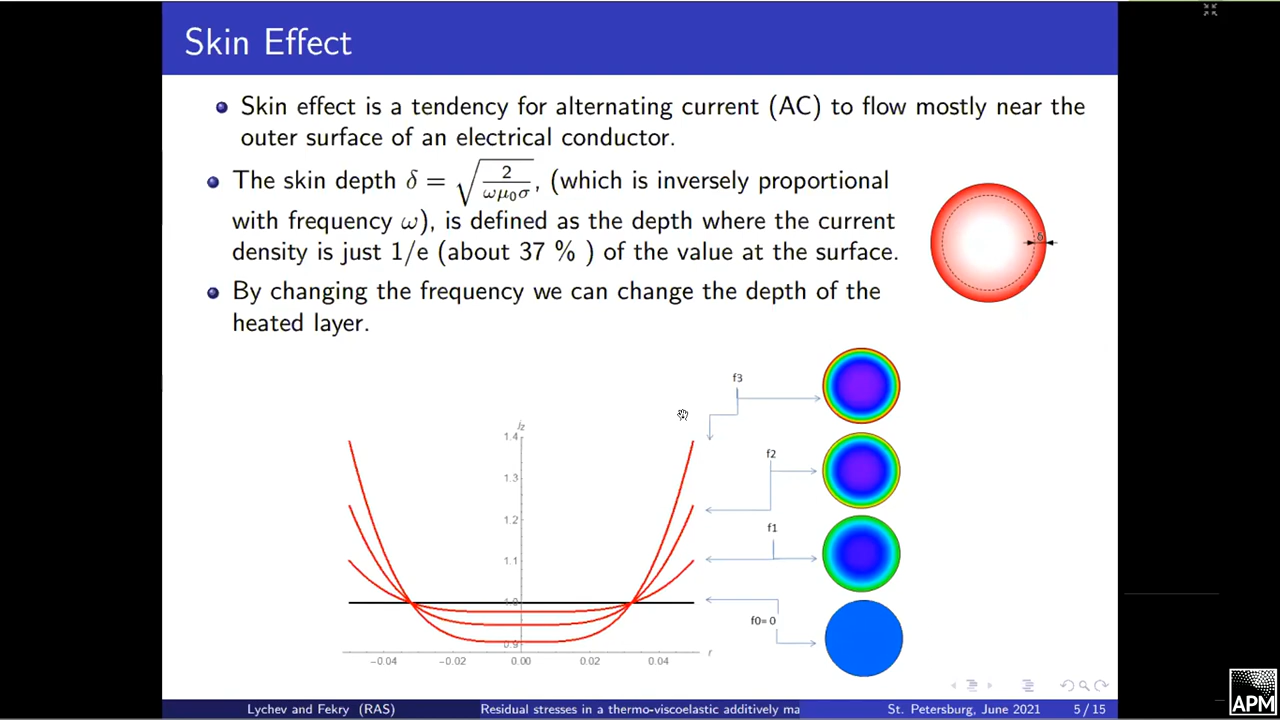 Skin Effect
Skin effect is a tendency for alternating current (AC) to flow mostly near the
outer surface of an electrical conductor.
The skin depth δ = √(2/(ωμ₀σ)), (which is inversely proportional
with frequency ω), is defined as the depth where the current
density is just 1/e (about 37 % ) of the value at the surface.
By changing the frequency we can change the depth of the
heated layer.
δ
f3
jz
1.4
f2
1.3
1.2
f1
1.1
1.0
f0= 0
0.9
r
−0.04
−0.02
0.00
0.02
0.04
Lychev and Fekry (RAS)
Residual stresses in a thermo-viscoelastic additively ma
St. Petersburg, June 2021
5 / 15
APM